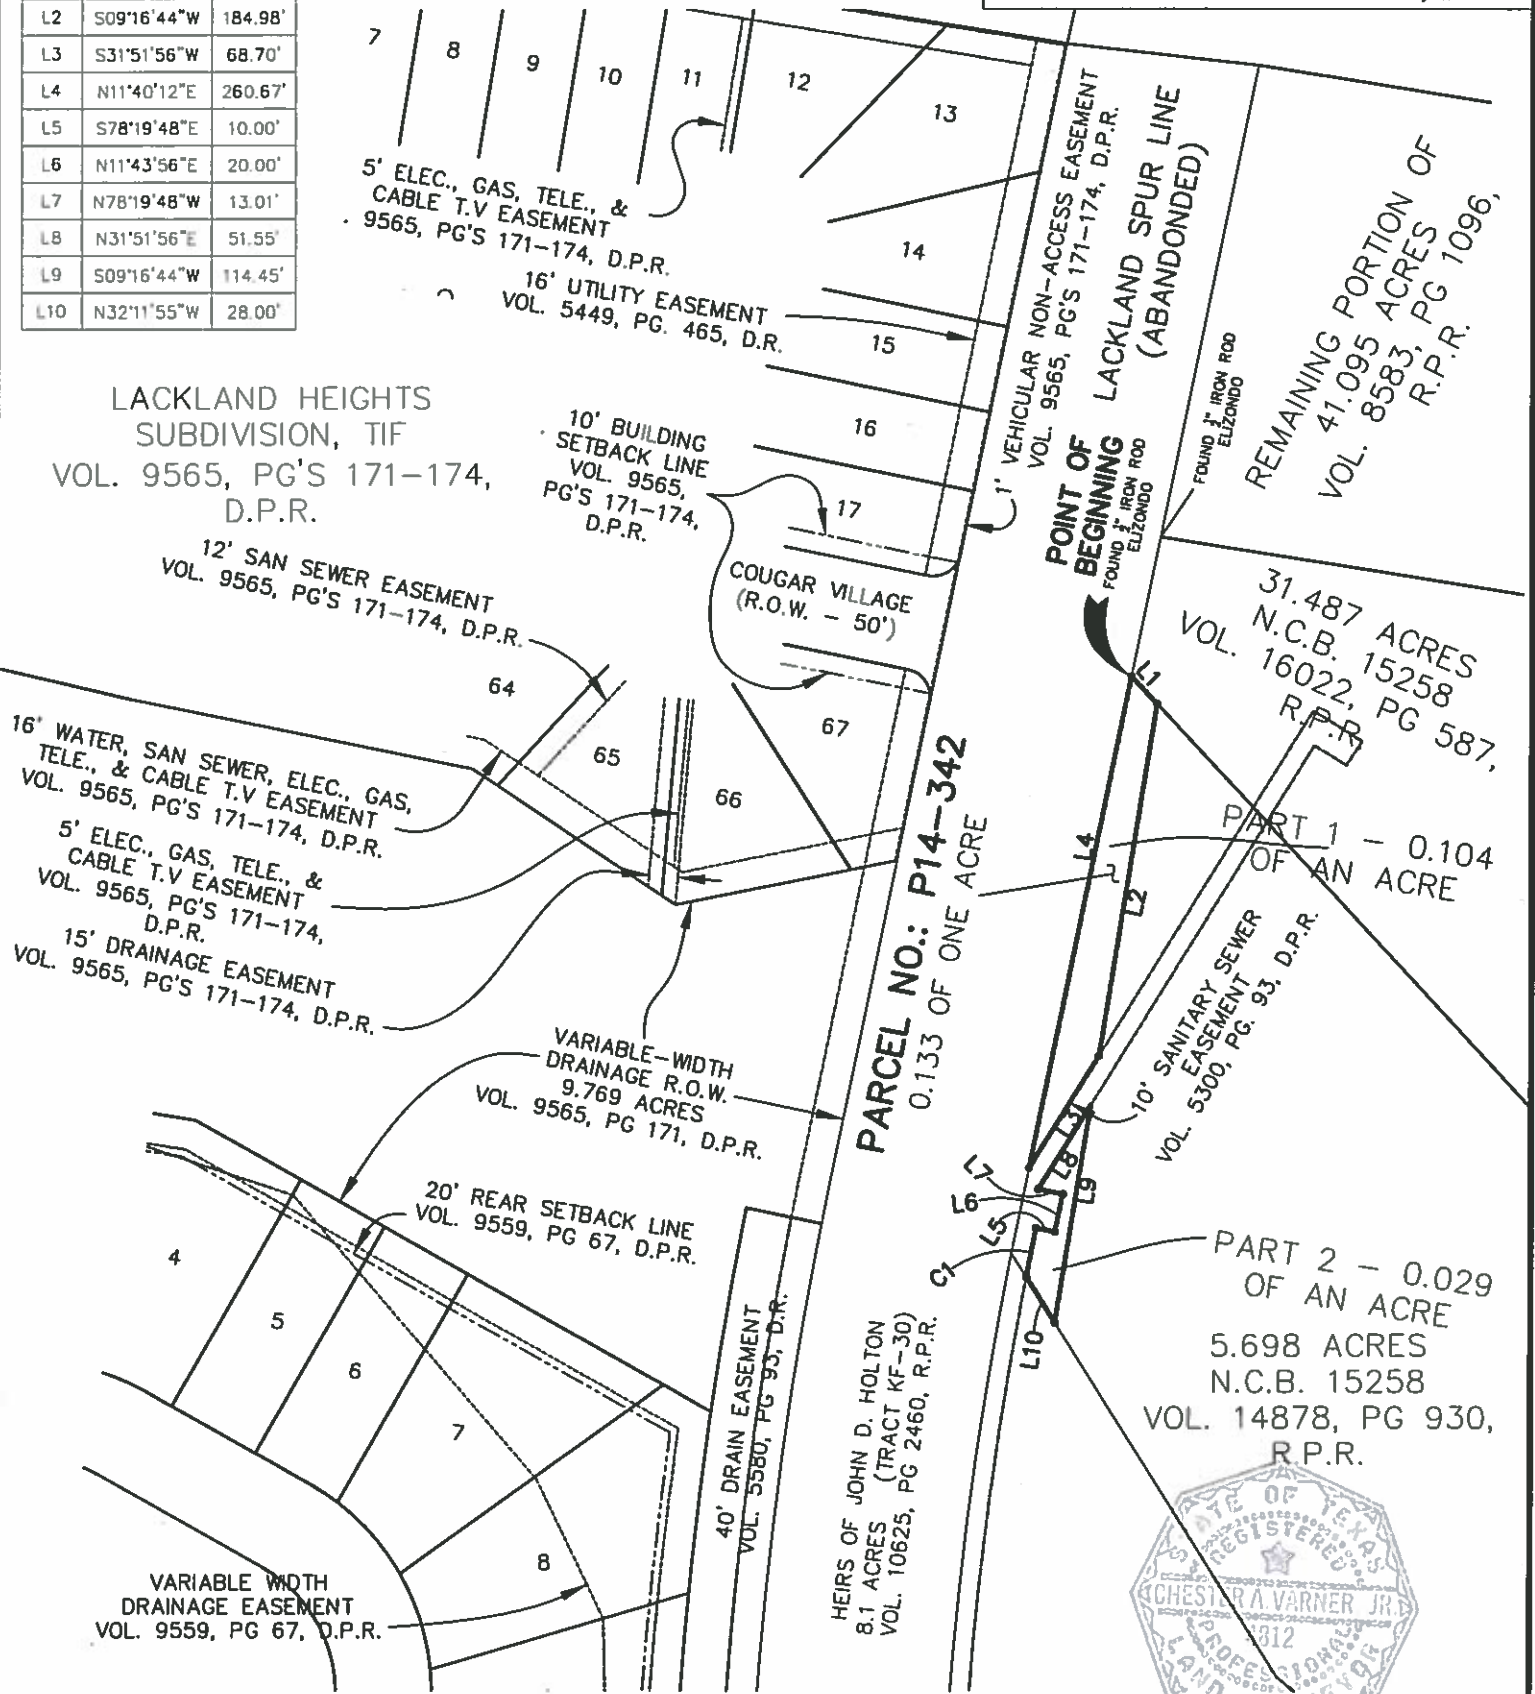 L2 S09°16'44"W 184.98'
L3 S31°51'56"W 68.70'
L4 N11°40'12"E 260.67'
L5 S78°19'48"E 10.00'
L6 N11°43'56"E 20.00'
L7 N78°19'48"W 13.01'
L8 N31°51'56"E 51.55'
L9 S09°16'44"W 114.45'
L10 N32°11'55"W 28.00'
7
8
9
10
11
12
13
14
15
16
17
5' ELEC., GAS, TELE., &
CABLE T.V EASEMENT
. 9565, PG'S 171-174, D.P.R.
16' UTILITY EASEMENT
VOL. 5449, PG. 465, D.R.
1' VEHICULAR NON-ACCESS EASEMENT
VOL. 9565, PG'S 171-174, D.P.R.
LACKLAND SPUR LINE
(ABANDONDED)
REMAINING PORTION OF
41.095 ACRES
VOL. 8583, PG 1096,
R.P.R.
FOUND ½" IRON ROD
ELIZONDO
LACKLAND HEIGHTS
SUBDIVISION, TIF
VOL. 9565, PG'S 171-174,
D.P.R.
10' BUILDING
SETBACK LINE
VOL. 9565,
PG'S 171-174,
D.P.R.
POINT OF
BEGINNING
FOUND ½" IRON ROD
ELIZONDO
12' SAN SEWER EASEMENT
VOL. 9565, PG'S 171-174, D.P.R.
COUGAR VILLAGE
(R.O.W. - 50')
31.487 ACRES
N.C.B. 15258
VOL. 16022, PG 587,
R.P.R
64
65
66
67
L1
16' WATER, SAN SEWER, ELEC., GAS,
TELE., & CABLE T.V EASEMENT
VOL. 9565, PG'S 171-174, D.P.R.
5' ELEC., GAS, TELE., &
CABLE T.V EASEMENT
VOL. 9565, PG'S 171-174,
D.P.R.
15' DRAINAGE EASEMENT
VOL. 9565, PG'S 171-174, D.P.R.
PARCEL NO.: P14-342
0.133 OF ONE ACRE
L4
L2
PART 1 - 0.104
OF AN ACRE
10' SANITARY SEWER
EASEMENT
VOL. 5300, PG. 93, D.P.R.
VARIABLE-WIDTH
DRAINAGE R.O.W.
9.769 ACRES
VOL. 9565, PG 171, D.P.R.
L3
L8
L7
L6
L9
L5
C1
L10
20' REAR SETBACK LINE
VOL. 9559, PG 67, D.P.R.
4
5
6
7
8
PART 2 - 0.029
OF AN ACRE
5.698 ACRES
N.C.B. 15258
VOL. 14878, PG 930,
R.P.R.
40' DRAIN EASEMENT
VOL. 5580, PG 93, D.R.
HEIRS OF JOHN D. HOLTON
8.1 ACRES (TRACT KF-30)
VOL. 10625, PG 2460, R.P.R.
VARIABLE WIDTH
DRAINAGE EASEMENT
VOL. 9559, PG 67, D.P.R.
STATE OF TEXAS
REGISTERED
CHESTER A. VARNER JR.
4812
PROFESSIONAL
LAND